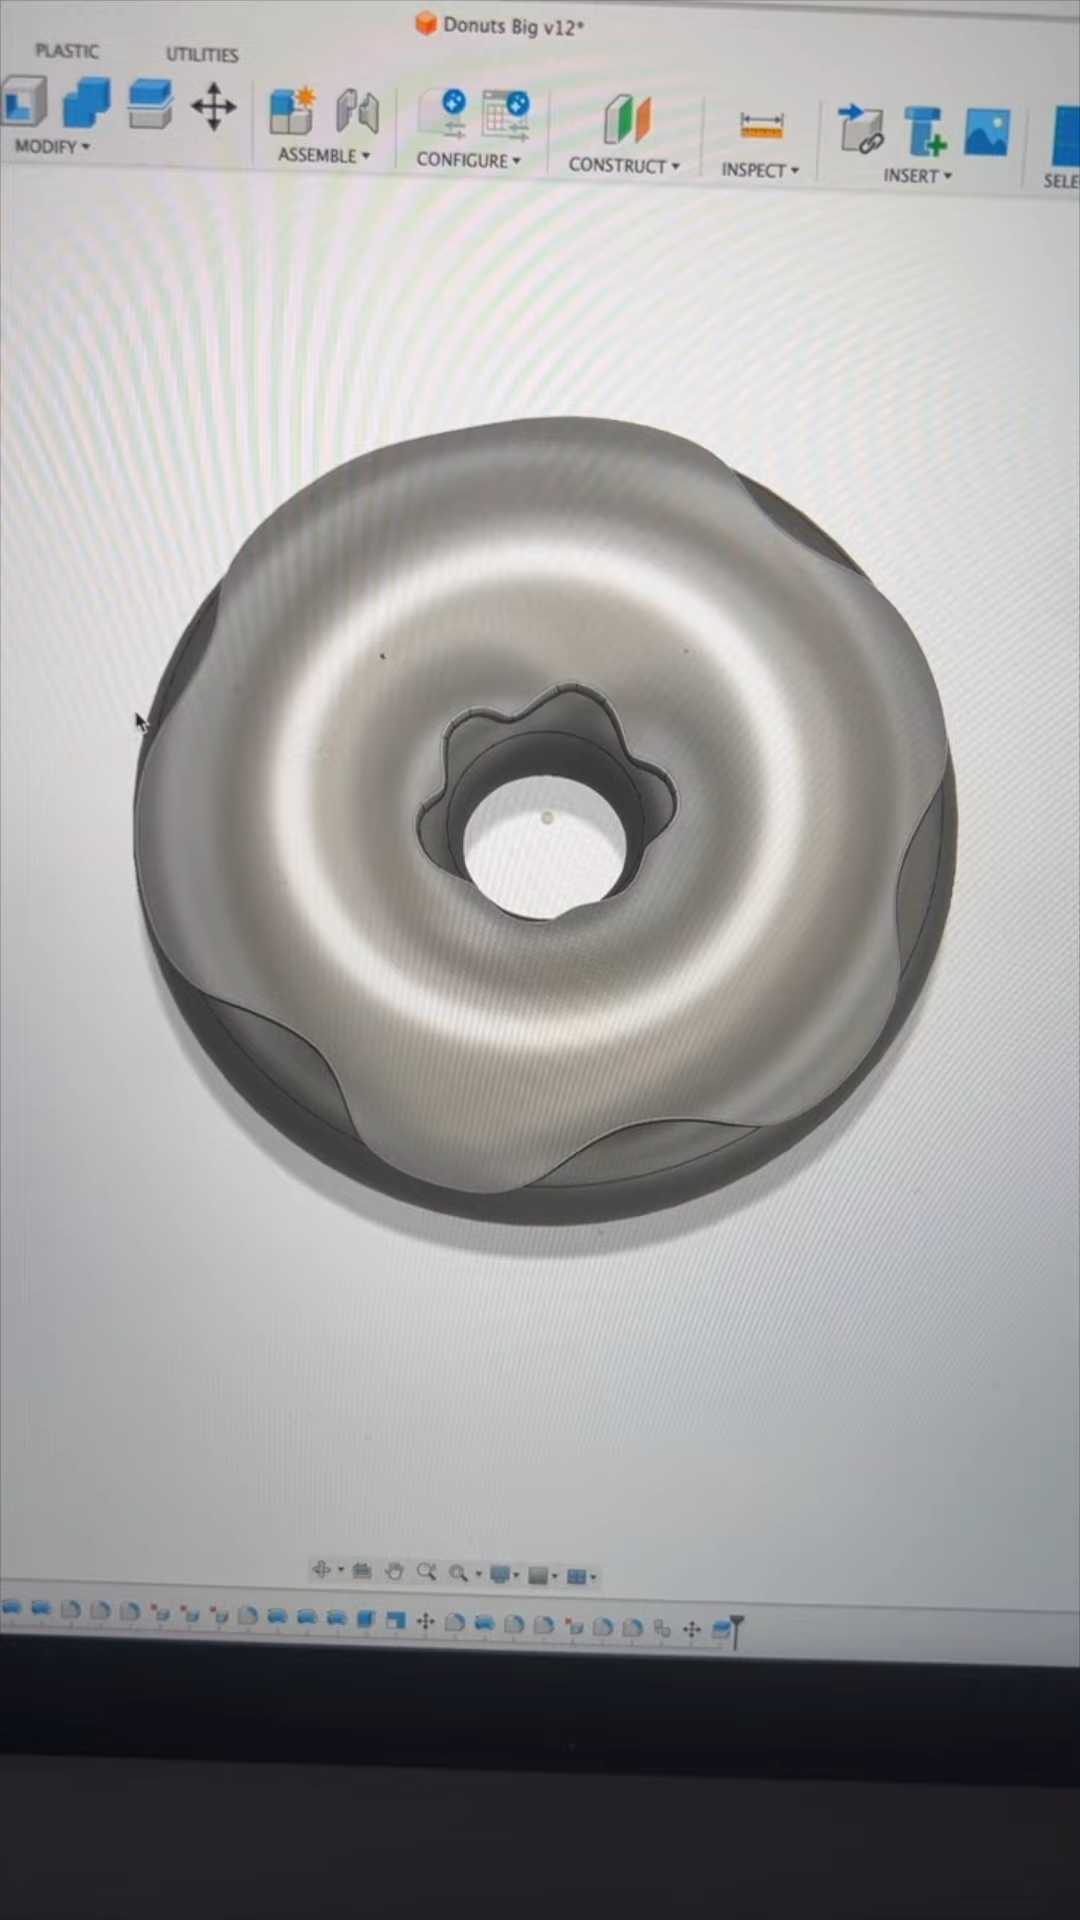 Donuts Big v12*
PLASTIC
UTILITIES
MODIFY
ASSEMBLE
CONFIGURE
CONSTRUCT
INSPECT
INSERT
SELE